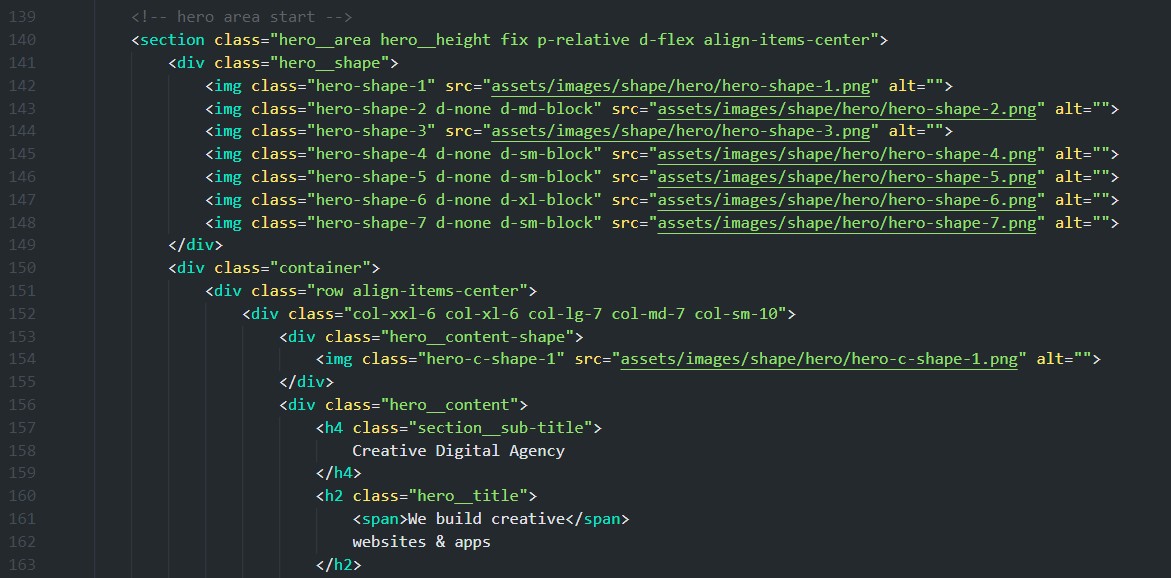 139 <!-- hero area start -->
140 <section class="hero__area hero__height fix p-relative d-flex align-items-center">
141 <div class="hero__shape">
142 <img class="hero-shape-1" src="assets/images/shape/hero/hero-shape-1.png" alt="">
143 <img class="hero-shape-2 d-none d-md-block" src="assets/images/shape/hero/hero-shape-2.png" alt="">
144 <img class="hero-shape-3" src="assets/images/shape/hero/hero-shape-3.png" alt="">
145 <img class="hero-shape-4 d-none d-sm-block" src="assets/images/shape/hero/hero-shape-4.png" alt="">
146 <img class="hero-shape-5 d-none d-sm-block" src="assets/images/shape/hero/hero-shape-5.png" alt="">
147 <img class="hero-shape-6 d-none d-xl-block" src="assets/images/shape/hero/hero-shape-6.png" alt="">
148 <img class="hero-shape-7 d-none d-sm-block" src="assets/images/shape/hero/hero-shape-7.png" alt="">
149 </div>
150 <div class="container">
151 <div class="row align-items-center">
152 <div class="col-xxl-6 col-xl-6 col-lg-7 col-md-7 col-sm-10">
153 <div class="hero__content-shape">
154 <img class="hero-c-shape-1" src="assets/images/shape/hero/hero-c-shape-1.png" alt="">
155 </div>
156 <div class="hero__content">
157 <h4 class="section__sub-title">
158 Creative Digital Agency
159 </h4>
160 <h2 class="hero__title">
161 <span>We build creative</span>
162 websites & apps
163 </h2>